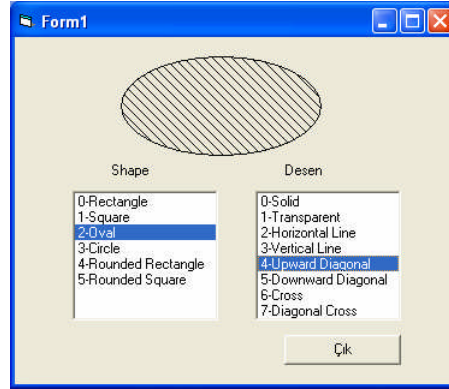 Form1
Shape
Desen
0-Rectangle
1-Square
2-Oval
3-Circle
4-Rounded Rectangle
5-Rounded Square
0-Solid
1-Transparent
2-Horizontal Line
3-Vertical Line
4-Upward Diagonal
5-Downward Diagonal
6-Cross
7-Diagonal Cross
Çık